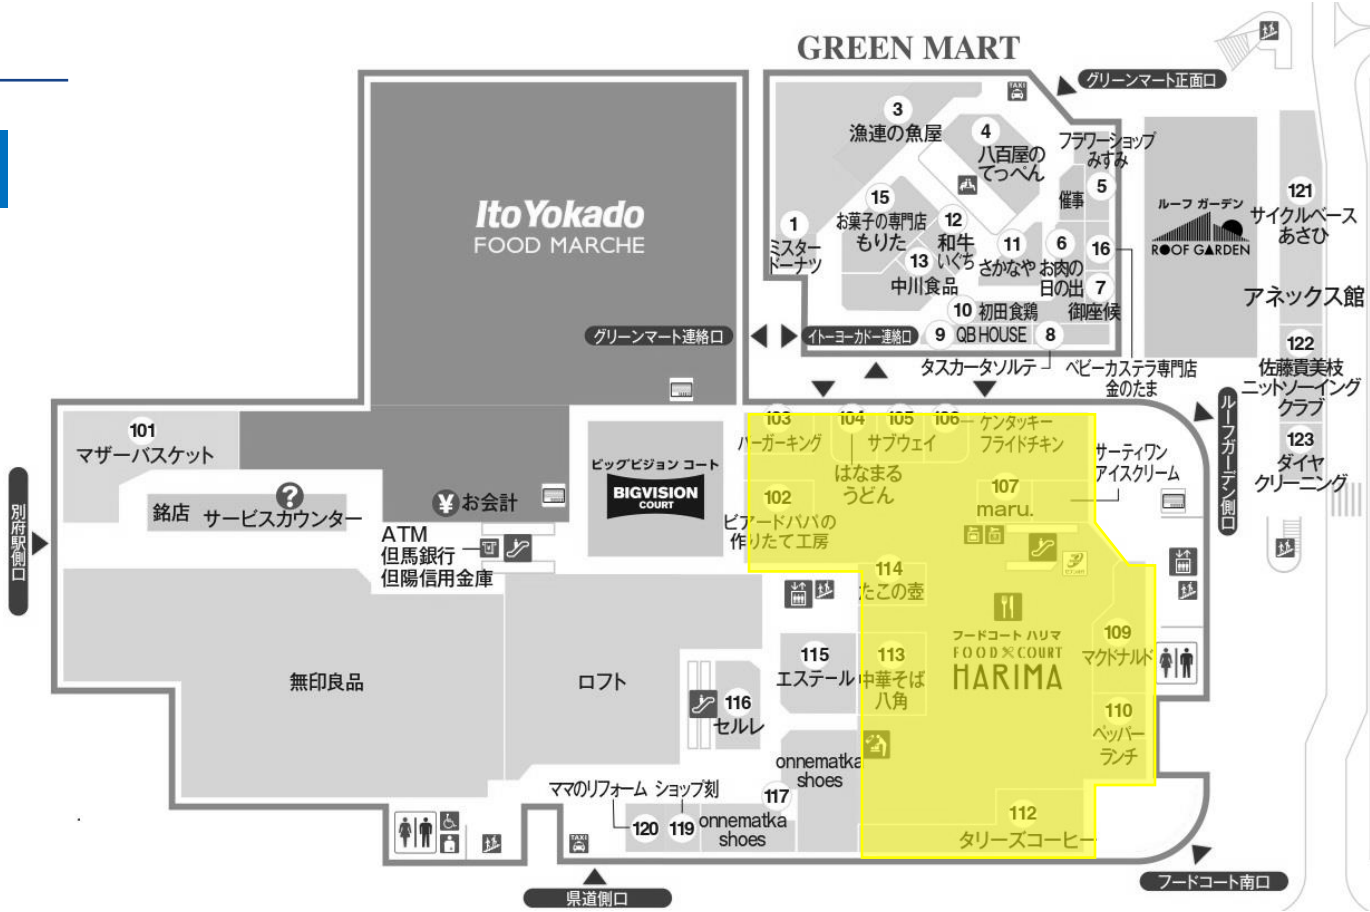 GREEN MART
グリーンマート正面口
TAXI
3
漁連の魚屋
4
八百屋の
てっぺん
フラワーショップ
みすみ
5
催事
15
お菓子の専門店
もりた
12
和牛
いぐち
1
ミスター
ドーナツ
13
中川食品
11
さかなや
6
お肉の
日の出
16
7
御座候
10
初田食鶏
9
QB HOUSE
8
タスカータソルテ
ベビーカステラ専門店
金のたま
ルーフ ガーデン
ROOF GARDEN
121
サイクルベース
あさひ
アネックス館
122
佐藤貴美枝
ニットソーイング
クラブ
123
ダイヤ
クリーニング
Ito Yokado
FOOD MARCHE
グリーンマート連絡口
イトーヨーカドー連絡口
ルーフガーデン側口
101
マザーバスケット
銘店
?
サービスカウンター
¥
お会計
ATM
但馬銀行
但陽信用金庫
ビッグビジョン コート
BIGVISION
COURT
103
バーガーキング
104
はなまる
うどん
105
サブウェイ
106
ケンタッキー
フライドチキン
サーティワン
アイスクリーム
102
ビアードパパの
作りたて工房
107
maru.
114
たこの壺
別府駅側口
無印良品
ロフト
115
エステール
113
中華そば
八角
フードコート ハリマ
FOOD COURT
HARIMA
109
マクドナルド
116
セルレ
110
ペッパー
ランチ
onnematka
shoes
117
onnematka
shoes
ママのリフォーム
ショップ刻
120
119
112
タリーズコーヒー
TAXI
県道側口
フードコート南口